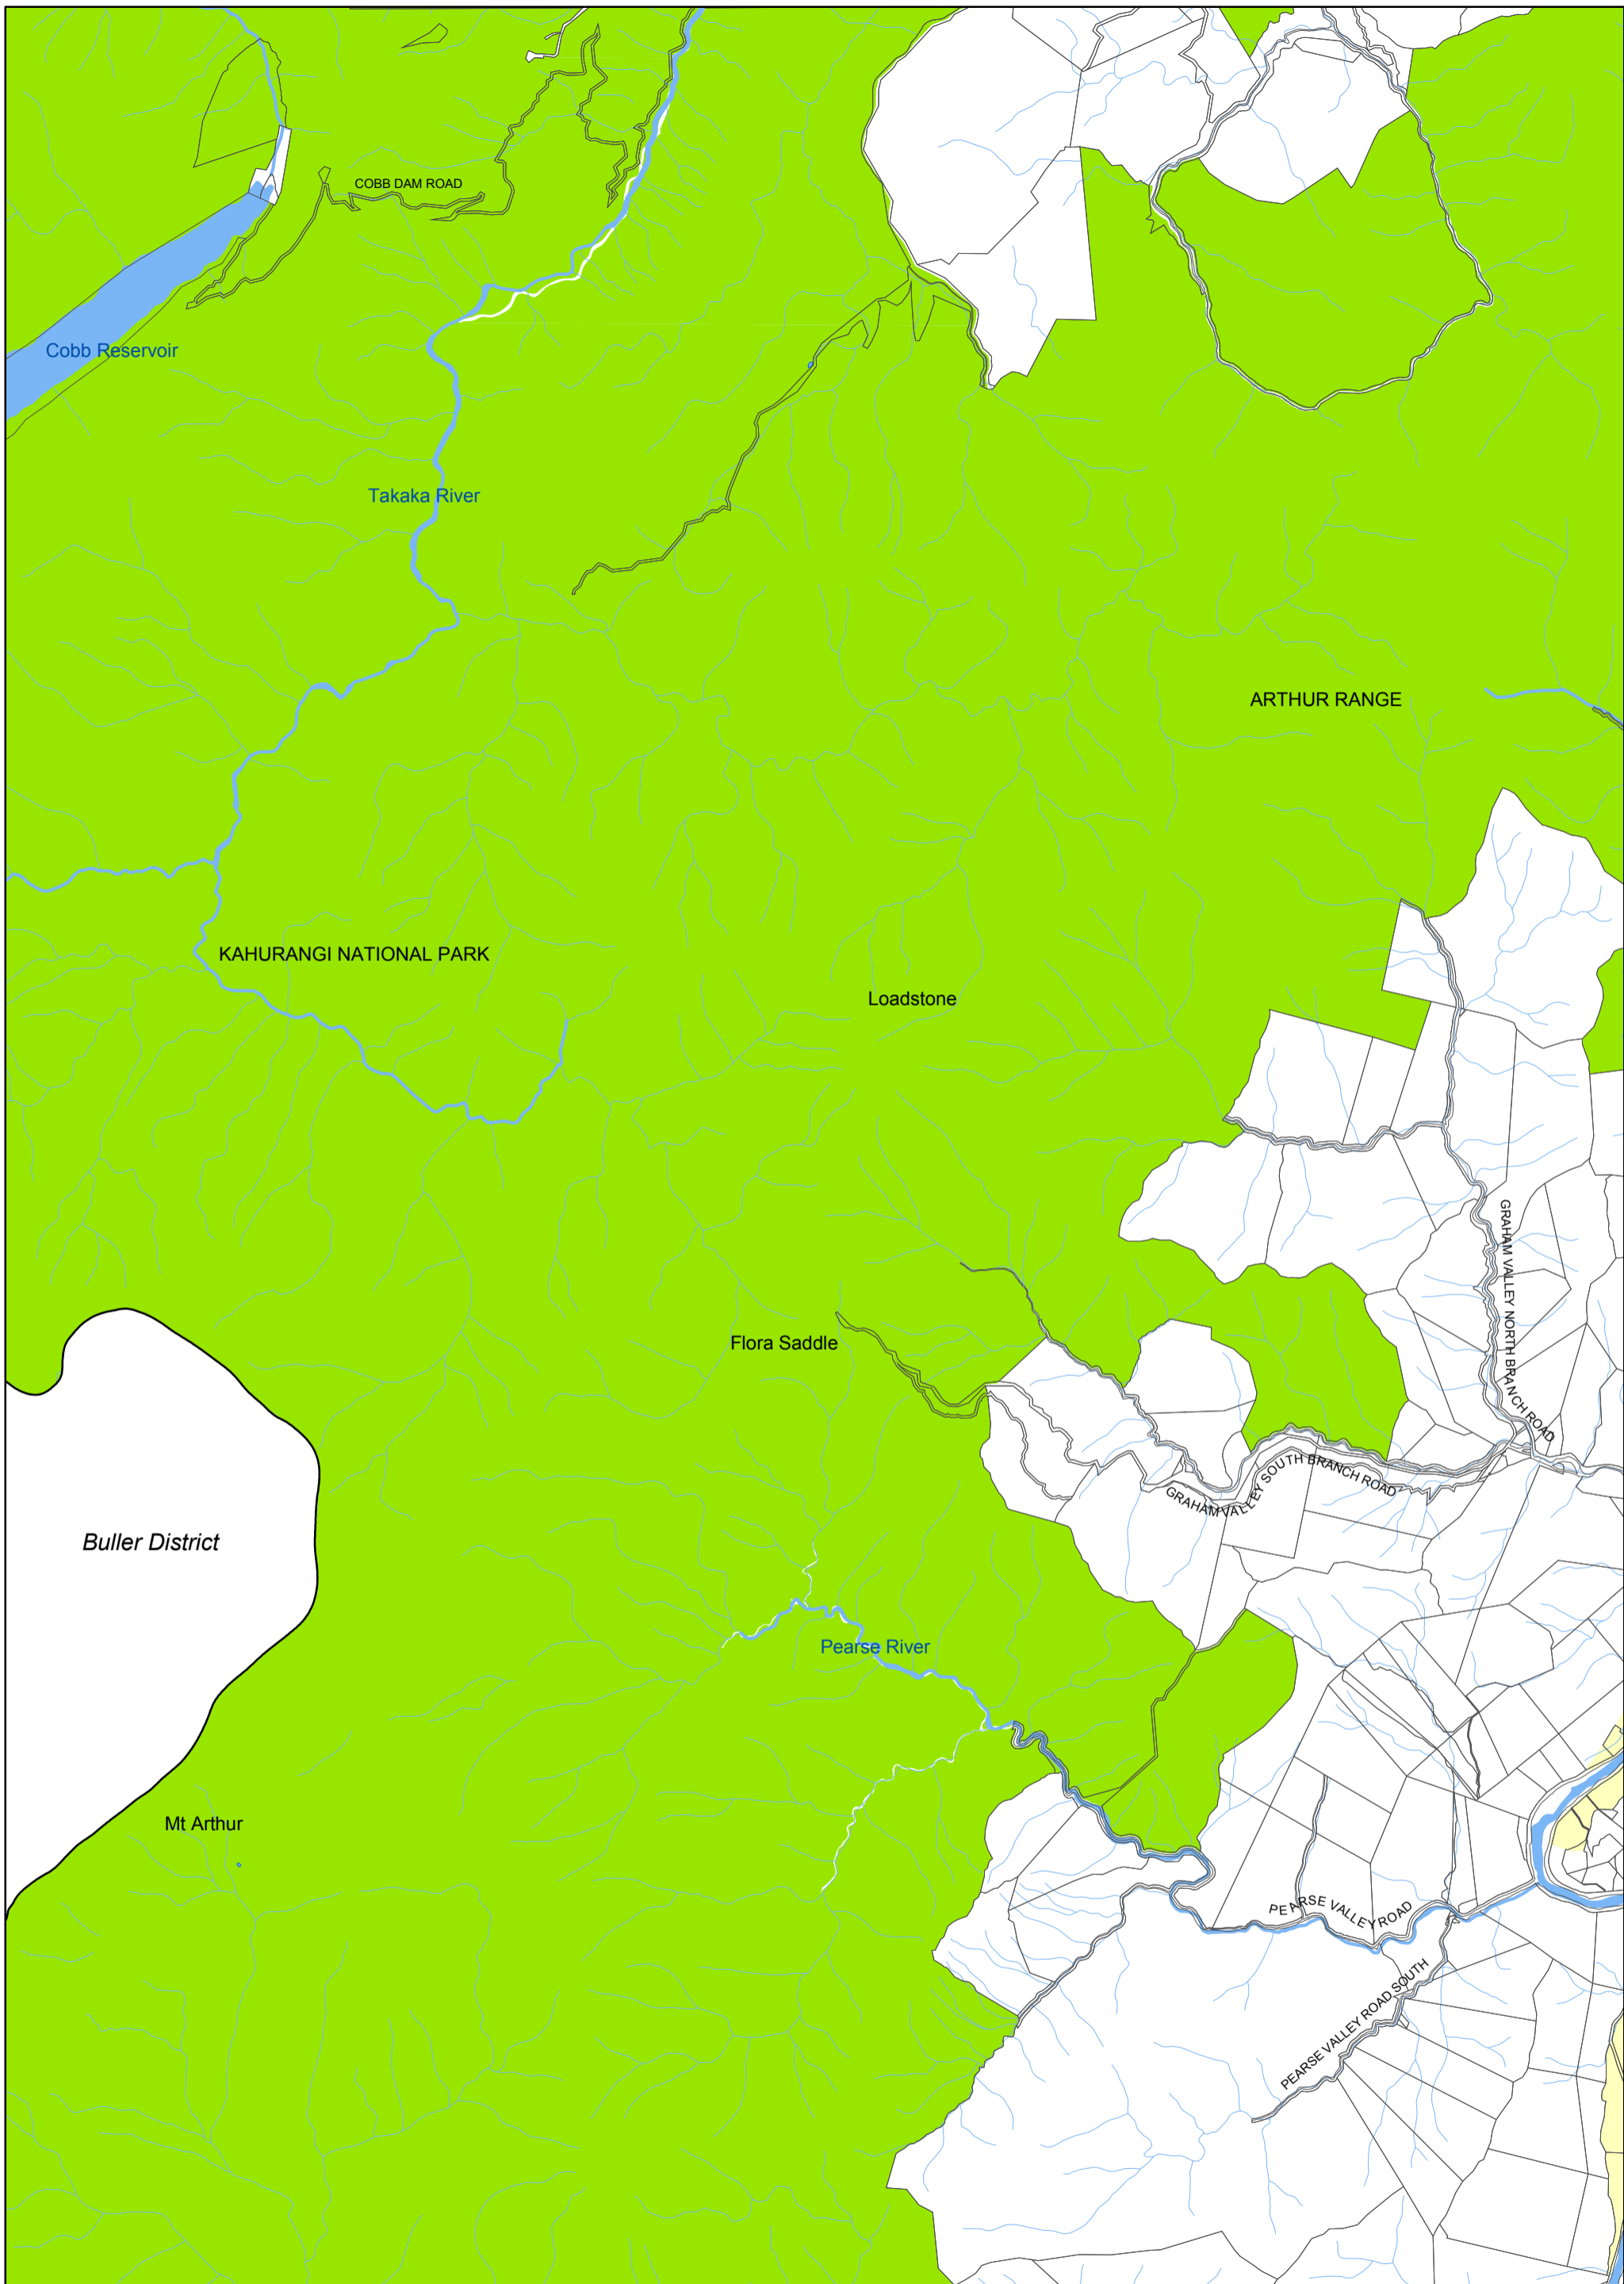 COBB DAM ROAD
Cobb Reservoir
Takaka River
ARTHUR RANGE
KAHURANGI NATIONAL PARK
Loadstone
GRAHAM VALLEY NORTH BRANCH ROAD
Flora Saddle
GRAHAM VALLEY SOUTH BRANCH ROAD
Buller District
Pearse River
Mt Arthur
PEARSE VALLEY ROAD
PEARSE VALLEY ROAD SOUTH